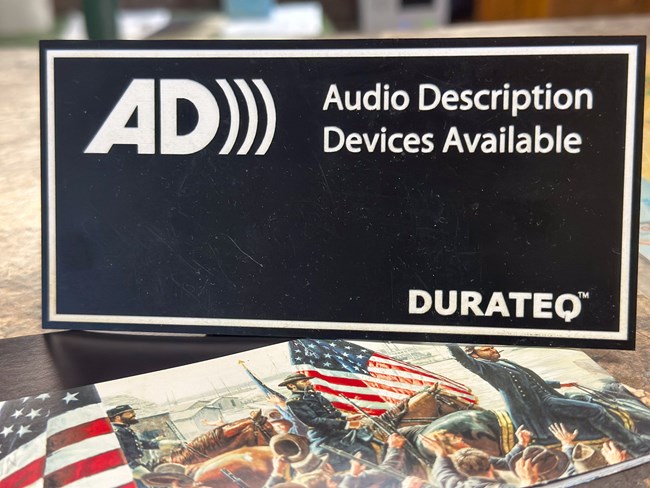 AD)))
Audio Description
Devices Available
DURATEQ™